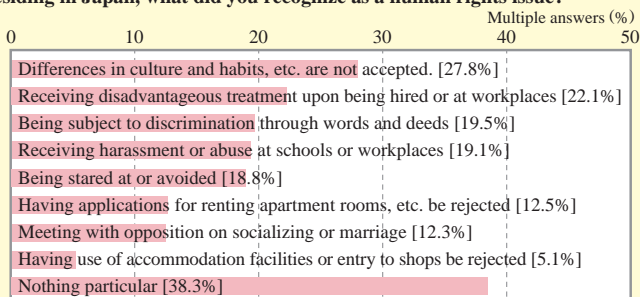 siding in Japan, what did you recognize as a human rights issue?
Multiple answers (%)
0 10 20 30 40 50
Differences in culture and habits, etc. are not accepted. [27.8%]
Receiving disadvantageous treatment upon being hired or at workplaces [22.1%]
Being subject to discrimination through words and deeds [19.5%]
Receiving harassment or abuse at schools or workplaces [19.1%]
Being stared at or avoided [18.8%]
Having applications for renting apartment rooms, etc. be rejected [12.5%]
Meeting with opposition on socializing or marriage [12.3%]
Having use of accommodation facilities or entry to shops be rejected [5.1%]
Nothing particular [38.3%]